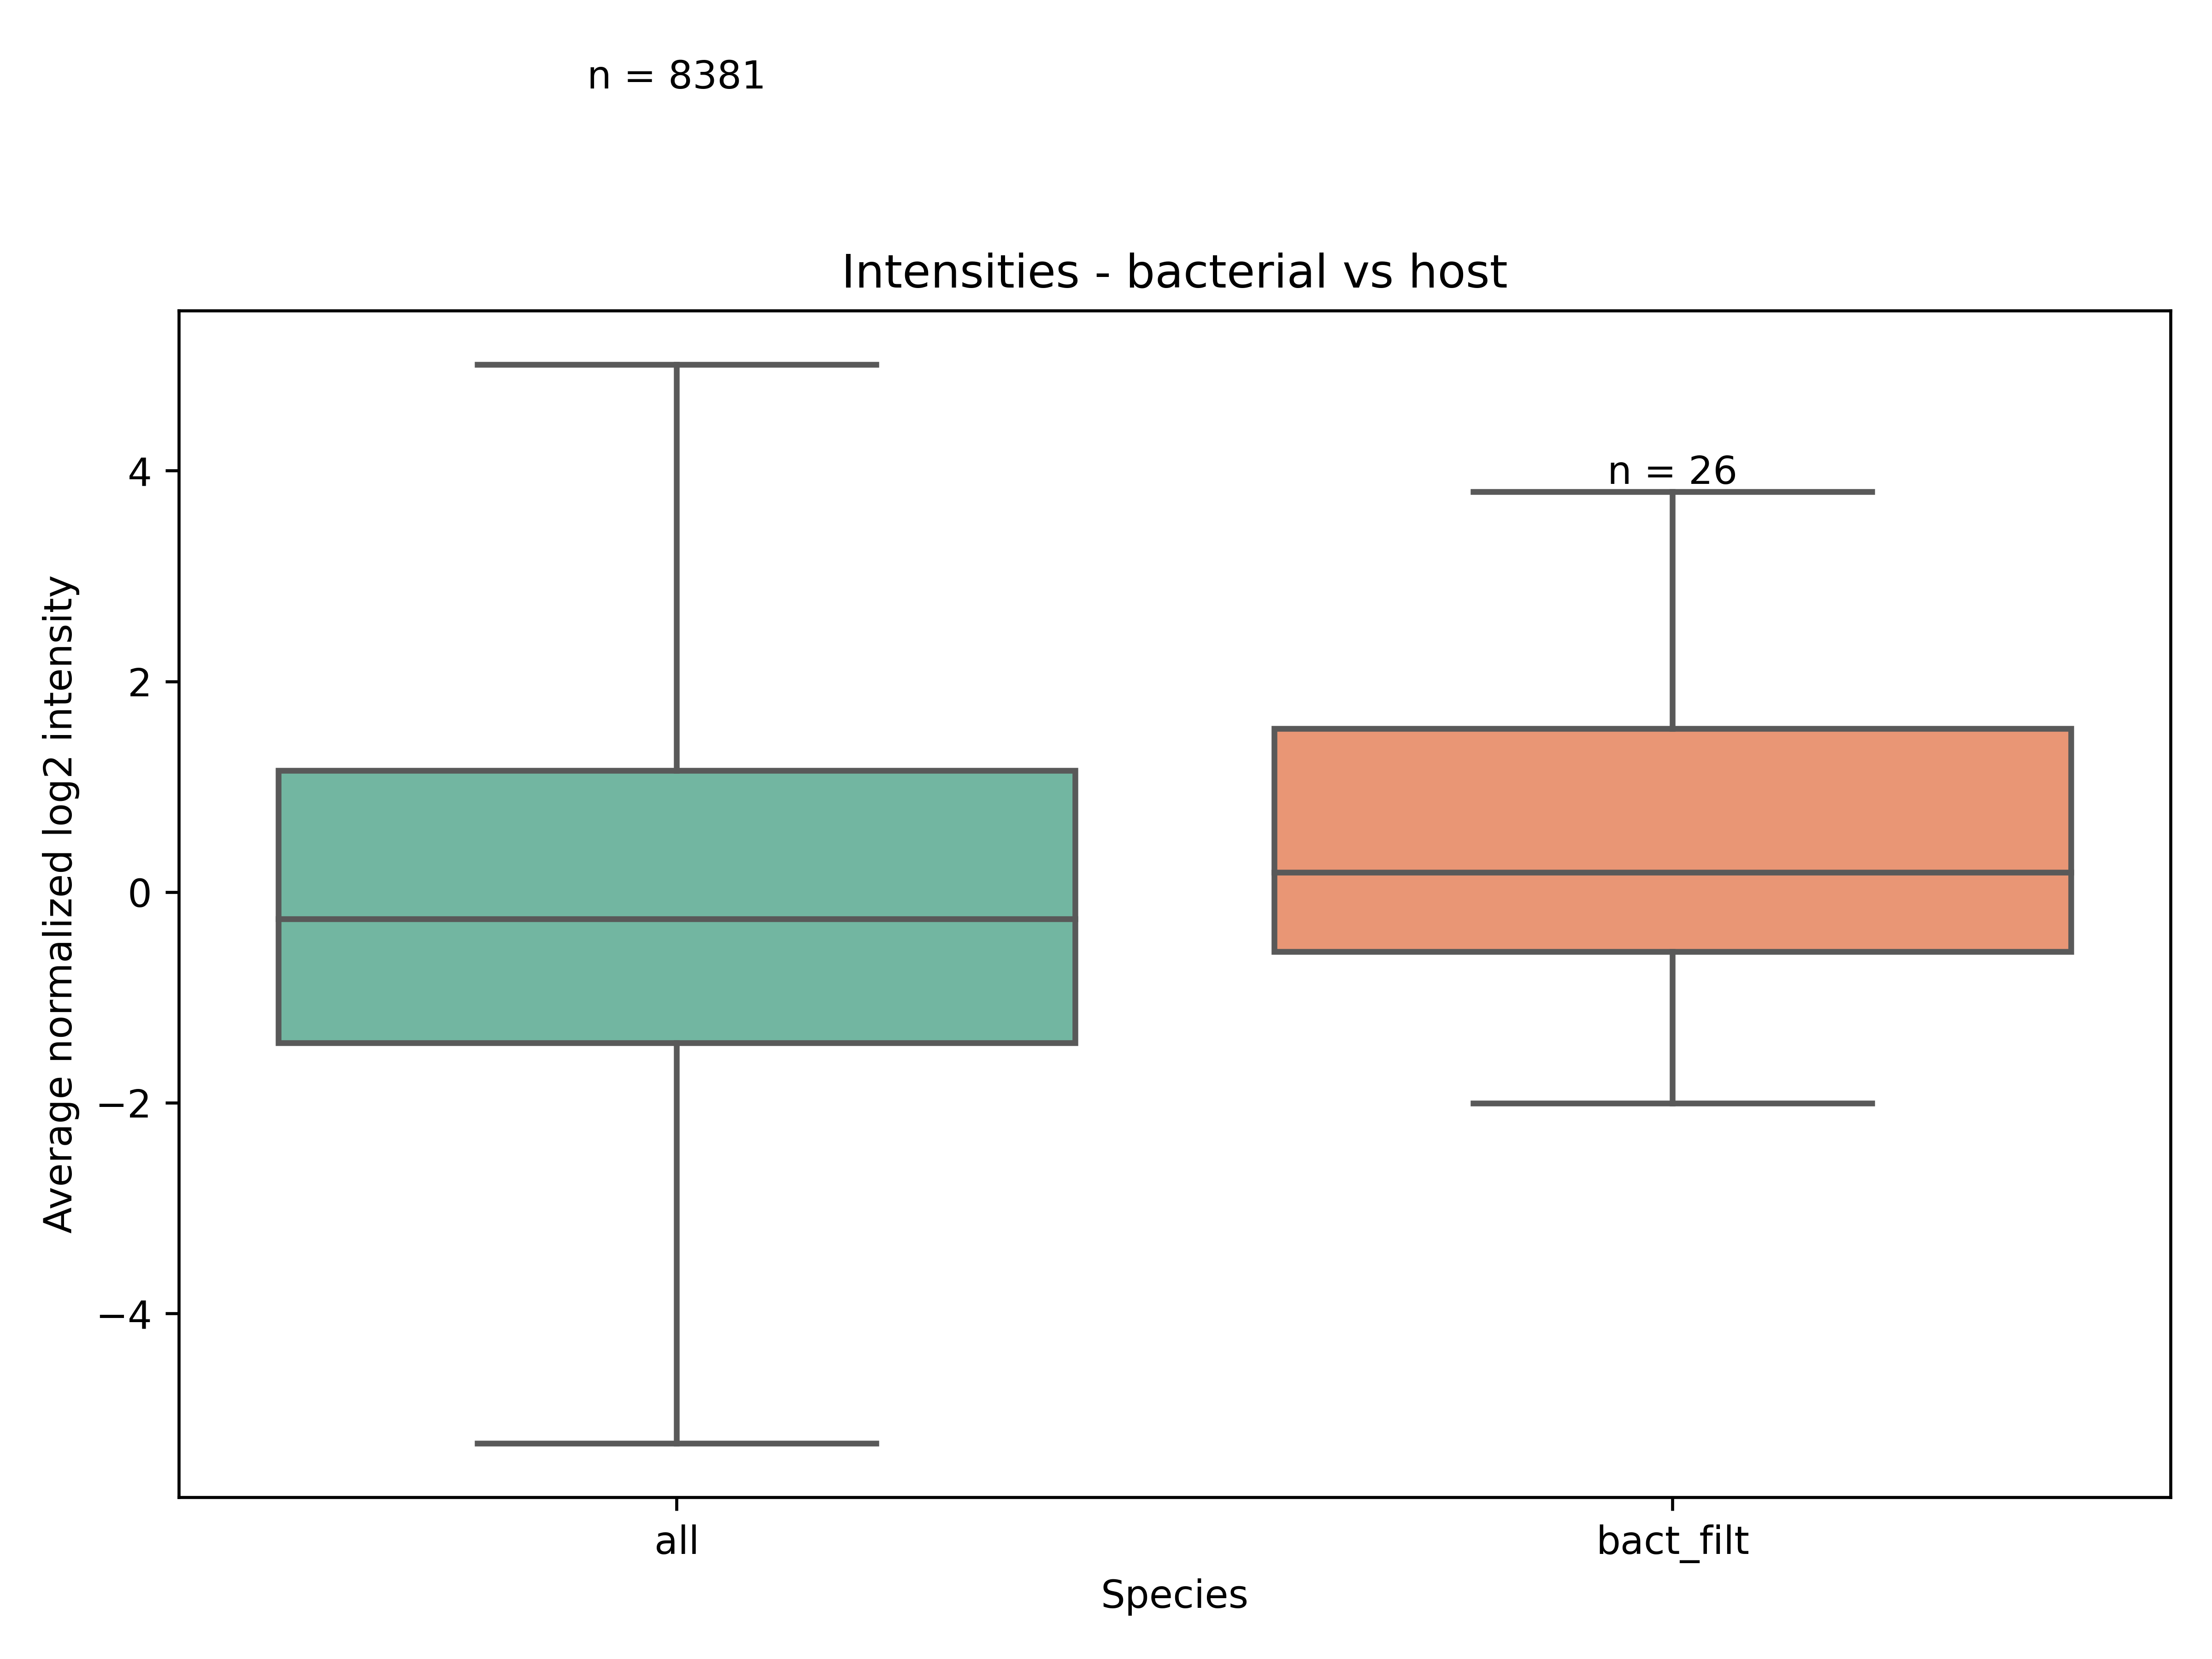 n = 8381
Intensities - bacterial vs host
n = 26
Average normalized log2 intensity
4
2
0
−2
−4
all
bact_filt
Species